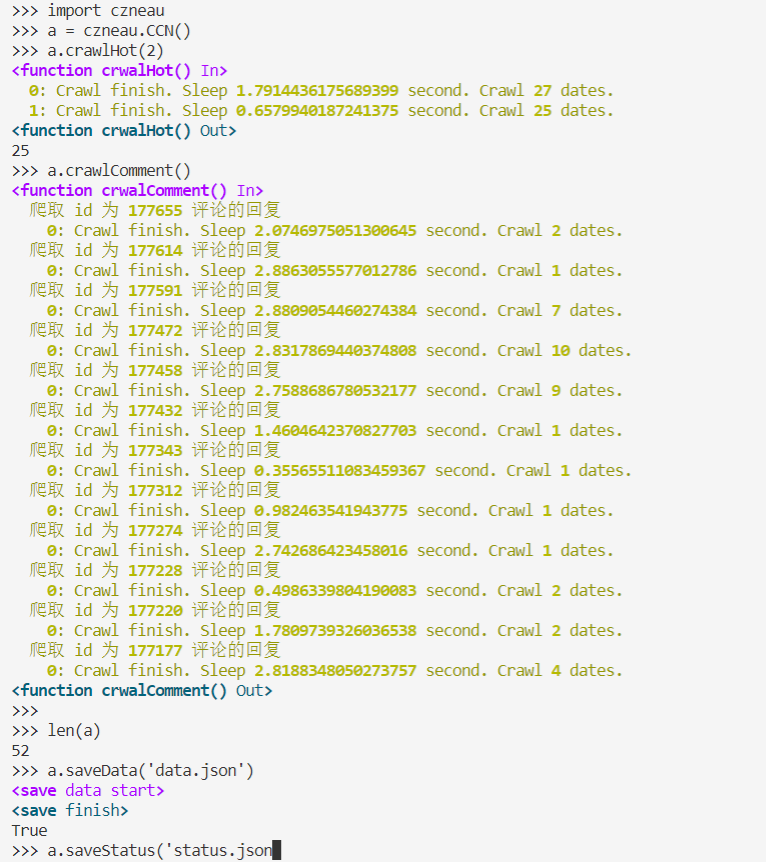 >>> import czneau
>>> a = czneau.CCN()
>>> a.crawlHot(2)
<function crwalHot() In>
  0: Crawl finish. Sleep 1.7914436175689399 second. Crawl 27 dates.
  1: Crawl finish. Sleep 0.6579940187241375 second. Crawl 25 dates.
<function crwalHot() Out>
25
>>> a.crawlComment()
<function crwalComment() In>
  爬取 id 为 177655 评论的回复
    0: Crawl finish. Sleep 2.0746975051300645 second. Crawl 2 dates.
  爬取 id 为 177614 评论的回复
    0: Crawl finish. Sleep 2.8863055577012786 second. Crawl 1 dates.
  爬取 id 为 177591 评论的回复
    0: Crawl finish. Sleep 2.8809054460274384 second. Crawl 7 dates.
  爬取 id 为 177472 评论的回复
    0: Crawl finish. Sleep 2.8317869440374808 second. Crawl 10 dates.
  爬取 id 为 177458 评论的回复
    0: Crawl finish. Sleep 2.7588686780532177 second. Crawl 9 dates.
  爬取 id 为 177432 评论的回复
    0: Crawl finish. Sleep 1.4604642370827703 second. Crawl 1 dates.
  爬取 id 为 177343 评论的回复
    0: Crawl finish. Sleep 0.35565511083459367 second. Crawl 1 dates.
  爬取 id 为 177312 评论的回复
    0: Crawl finish. Sleep 0.982463541943775 second. Crawl 1 dates.
  爬取 id 为 177274 评论的回复
    0: Crawl finish. Sleep 2.742686423458016 second. Crawl 1 dates.
  爬取 id 为 177228 评论的回复
    0: Crawl finish. Sleep 0.4986339804190083 second. Crawl 2 dates.
  爬取 id 为 177220 评论的回复
    0: Crawl finish. Sleep 1.7809739326036538 second. Crawl 2 dates.
  爬取 id 为 177177 评论的回复
    0: Crawl finish. Sleep 2.8188348050273757 second. Crawl 4 dates.
<function crwalComment() Out>
>>>
>>> len(a)
52
>>> a.saveData('data.json')
<save data start>
<save finish>
True
>>> a.saveStatus('status.json